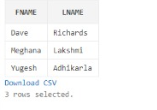 FNAME LNAME
Dave Richards
Meghana Lakshmi
Yugesh Adhikarla
Download CSV
3 rows selected.